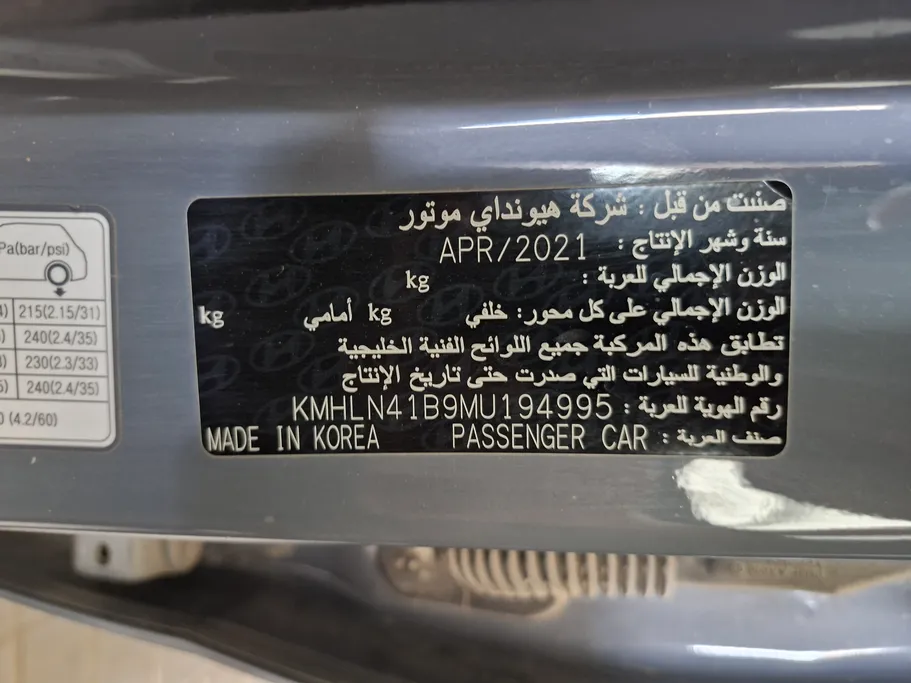 Pa(bar/psi)
215(2.15/31)
240(2.4/35)
230(2.3/33)
240(2.4/35)
(4.2/60)
صنعت من قبل : شركة هيونداي موتور
سنة وشهر الإنتاج : APR/2021
الوزن الإجمالي للعربة : kg
الوزن الإجمالي على كل محور: خلفي kg أمامي kg
تطابق هذه المركبة جميع اللوائح الفنية الخليجية
والوطنية للسيارات التي صدرت حتى تاريخ الإنتاج
رقم الهوية للعربة : KMHLN41B9MU194995
صنف العربة : PASSENGER CAR MADE IN KOREA